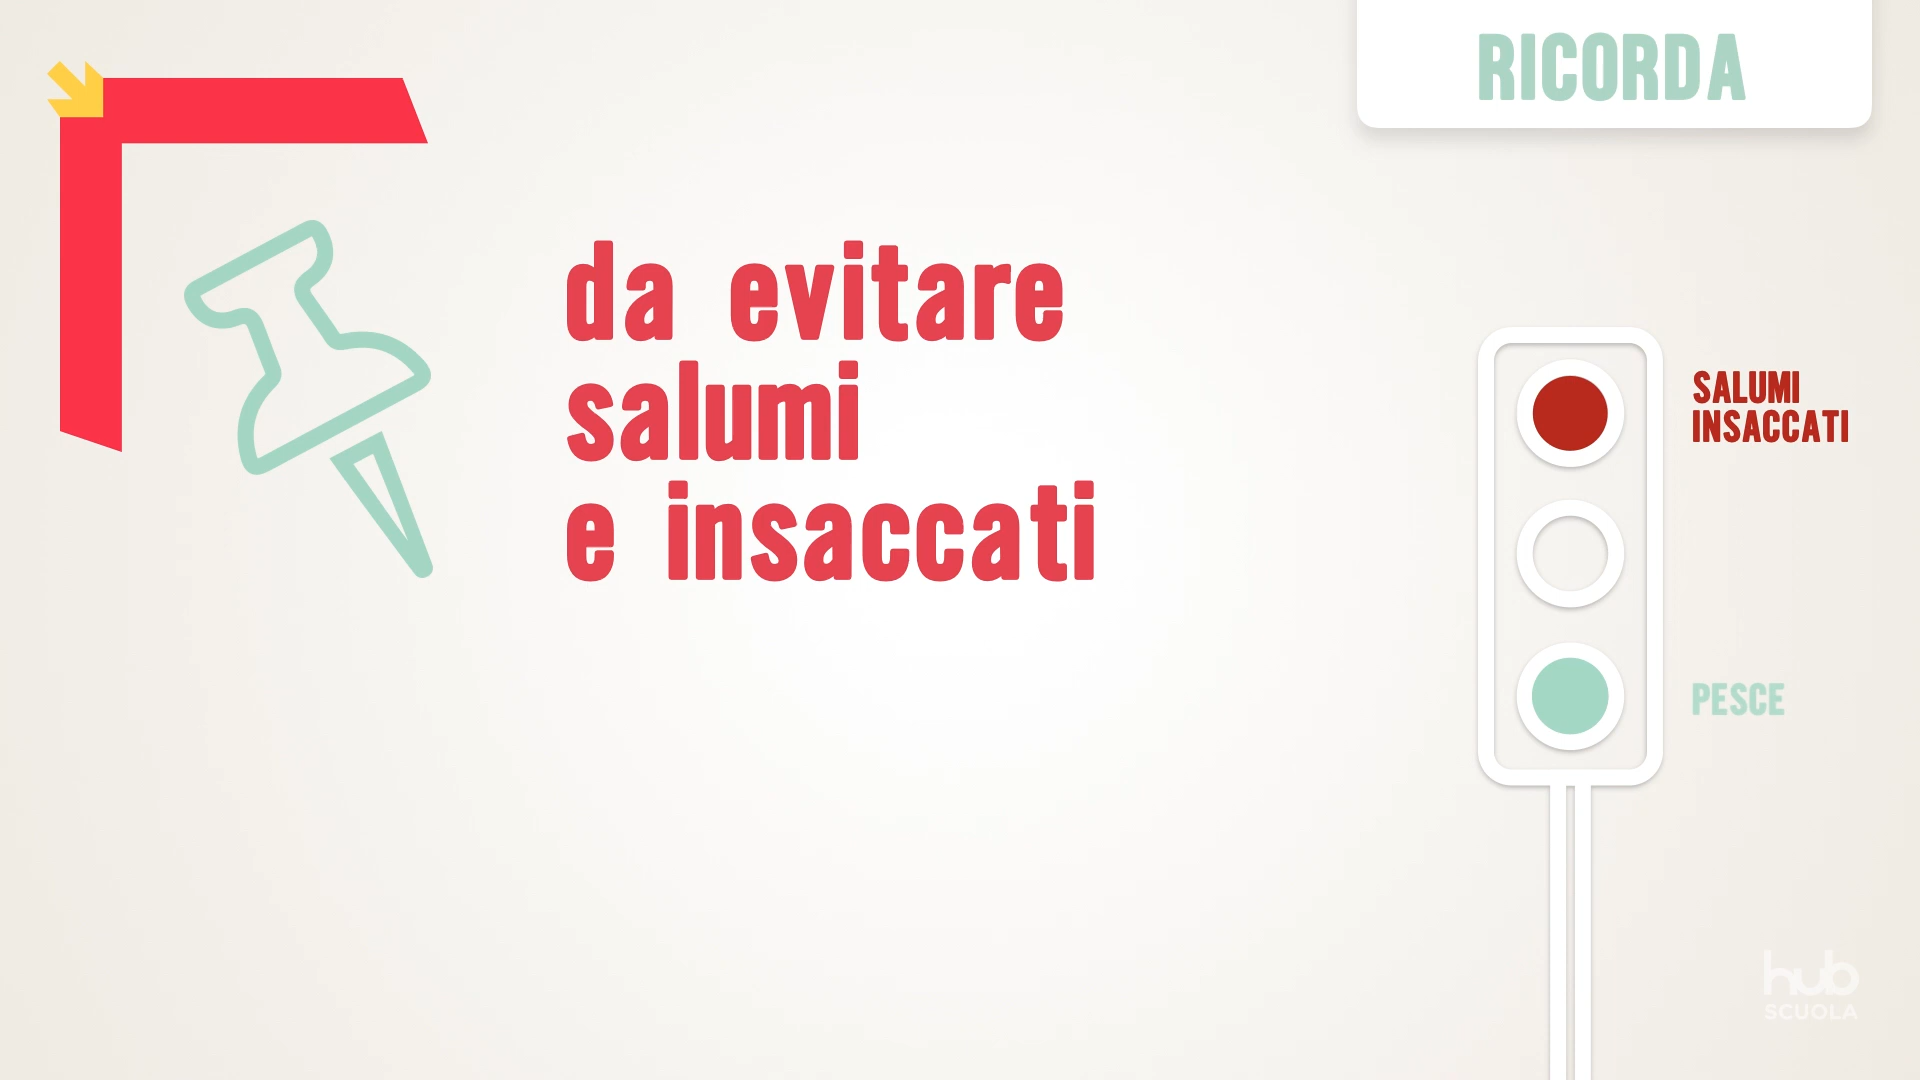 RICORDA
da evitare
salumi
e insaccati
SALUMI
INSACCATI
PESCE
hub
SCUOLA